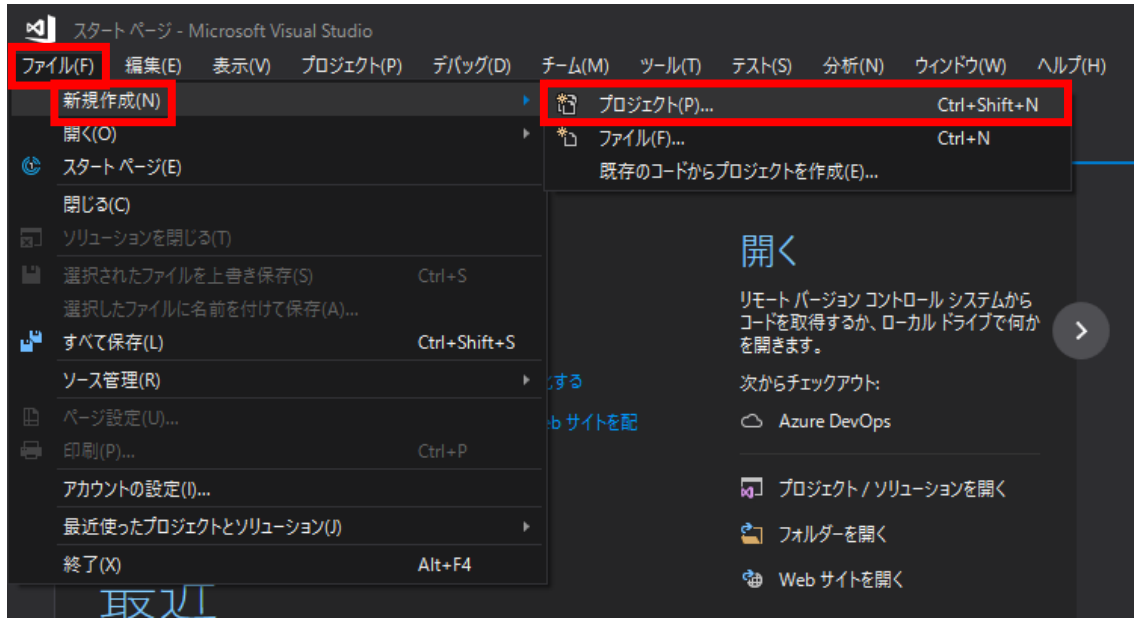 スタート ページ - Microsoft Visual Studio
ファイル(F) 編集(E) 表示(V) プロジェクト(P) デバッグ(D) チーム(M) ツール(T) テスト(S) 分析(N) ウィンドウ(W) ヘルプ(H)
新規作成(N)
プロジェクト(P)... Ctrl+Shift+N
開く(O)
ファイル(F)... Ctrl+N
スタート ページ(E)
既存のコードからプロジェクトを作成(E)...
閉じる(C)
ソリューションを閉じる(T)
選択されたファイルを上書き保存(S) Ctrl+S
選択したファイルに名前を付けて保存(A)...
すべて保存(L) Ctrl+Shift+S
ソース管理(R)
ページ設定(U)...
印刷(P)... Ctrl+P
アカウントの設定(I)...
最近使ったプロジェクトとソリューション(J)
終了(X) Alt+F4
最近
する
eb サイトを配
開く
リモート バージョン コントロール システムから
コードを取得するか、ローカル ドライブで何か
を開きます。
次からチェックアウト:
Azure DevOps
プロジェクト / ソリューションを開く
フォルダーを開く
Web サイトを開く